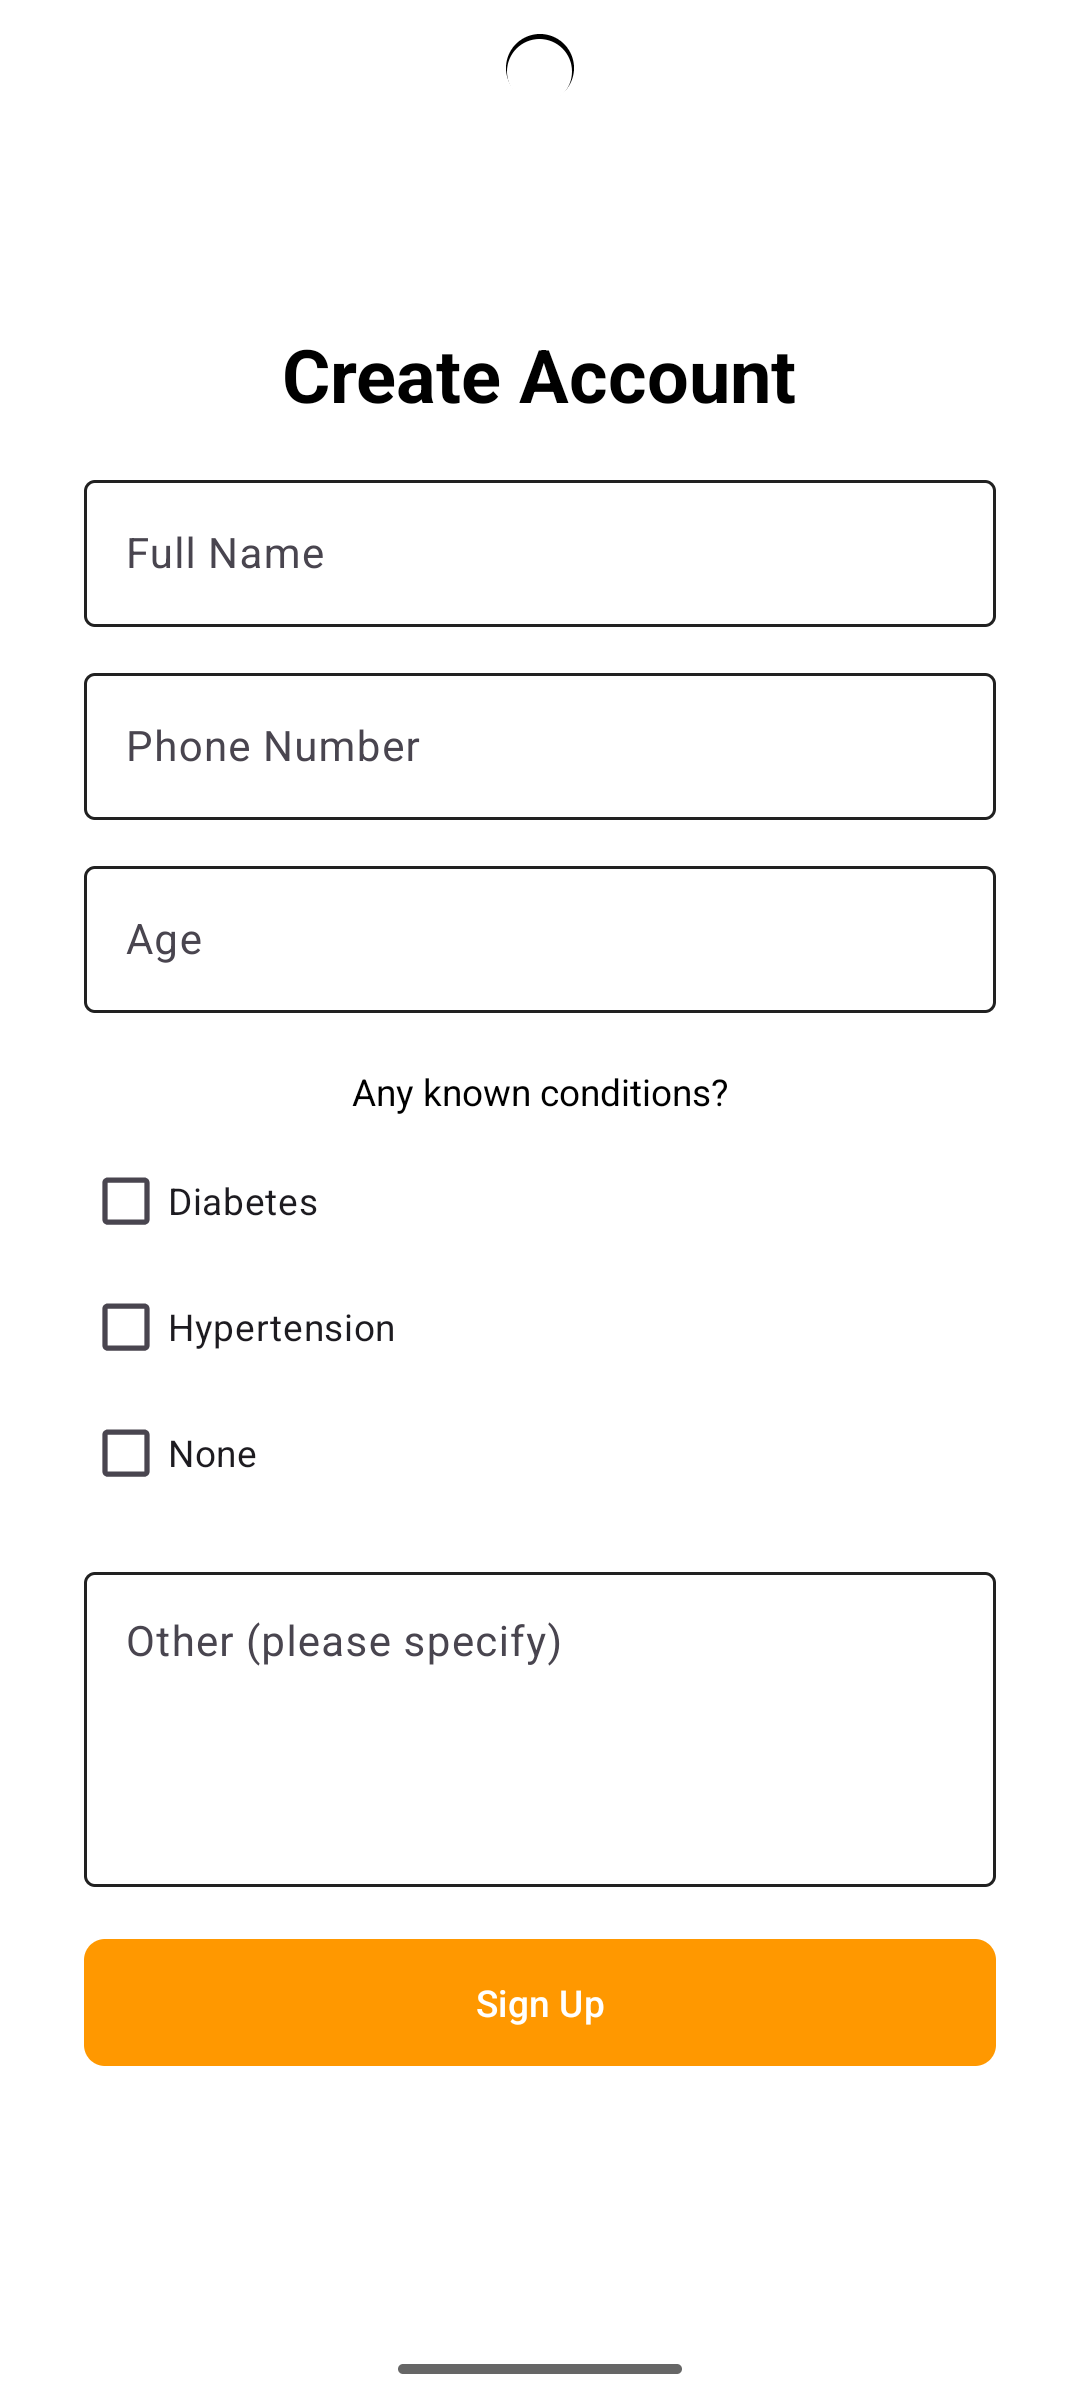 Create Account
Full Name
Phone Number
Age
Any known conditions?
Diabetes
Hypertension
None
Other (please specify)
Sign Up